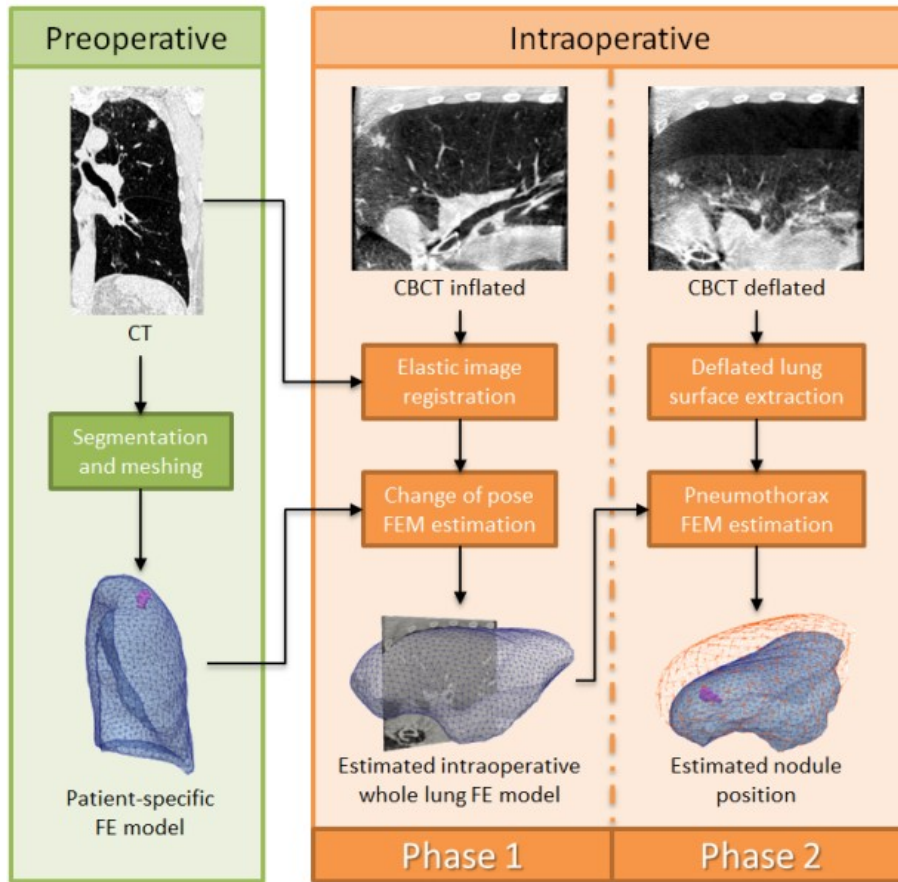 Preoperative
CT
Segmentation
and meshing
Patient-specific
FE model
Intraoperative
CBCT inflated
Elastic image
registration
Change of pose
FEM estimation
Estimated intraoperative
whole lung FE model
Phase 1
CBCT deflated
Deflated lung
surface extraction
Pneumothorax
FEM estimation
Estimated nodule
position
Phase 2